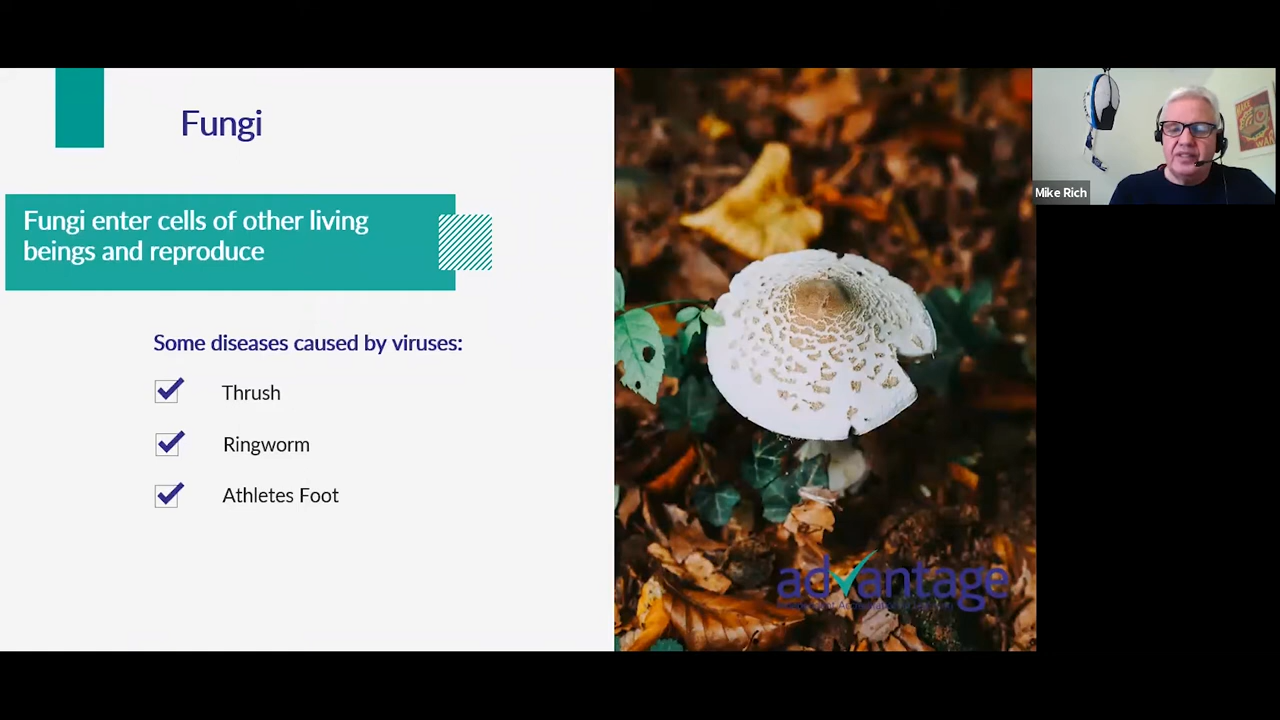 Fungi
Fungi enter cells of other living
beings and reproduce
Some diseases caused by viruses:
Thrush
Ringworm
Athletes Foot
advantage
Mike Rich